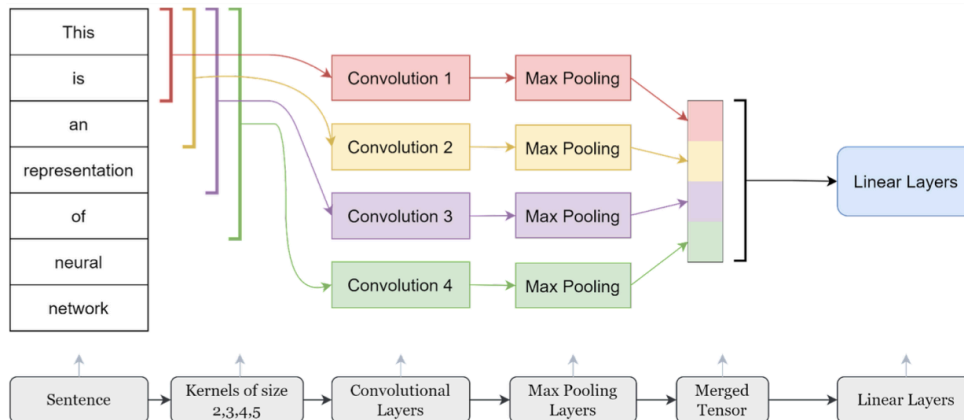 This
is
an
representation
of
neural
network
Convolution 1
Max Pooling
Convolution 2
Max Pooling
Convolution 3
Max Pooling
Convolution 4
Max Pooling
Linear Layers
Sentence
Kernels of size
2,3,4,5
Convolutional
Layers
Max Pooling
Layers
Merged
Tensor
Linear Layers